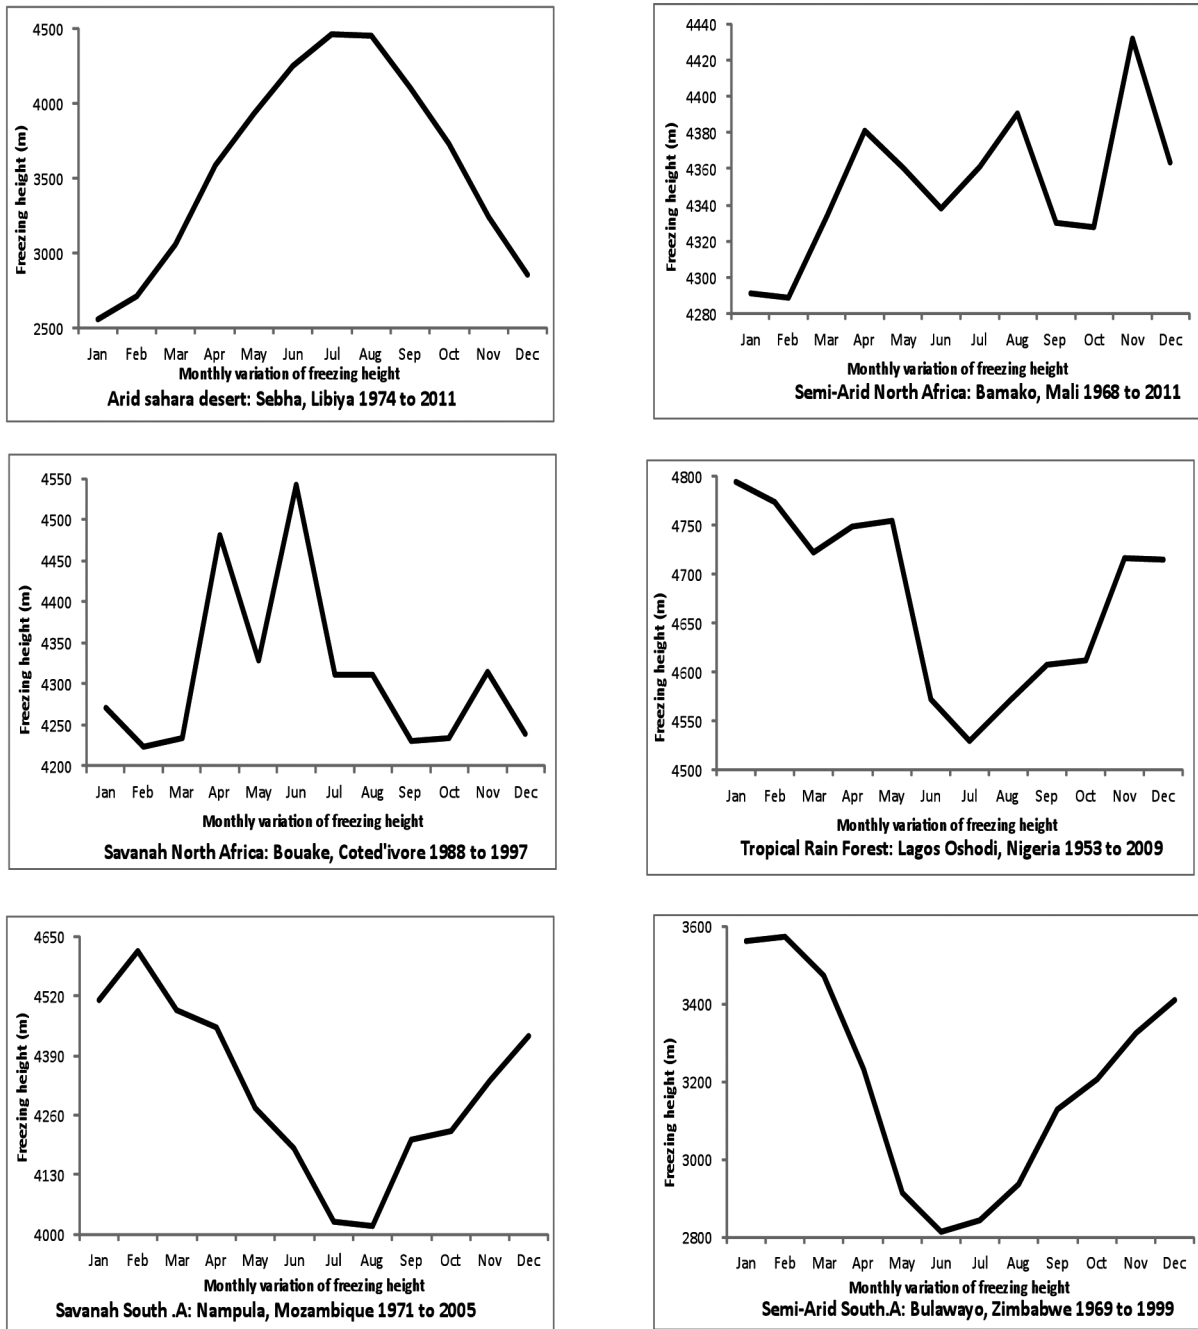 Freezing height (m)
4500
4000
3500
3000
2500
Jan Feb Mar Apr May Jun Jul Aug Sep Oct Nov Dec
Monthly variation of freezing height
Arid sahara desert: Sebha, Libiya 1974 to 2011
Freezing height (m)
4440
4420
4400
4380
4360
4340
4320
4300
4280
Jan Feb Mar Apr May Jun Jul Aug Sep Oct Nov Dec
Monthly variation of freezing height
Semi-Arid North Africa: Bamako, Mali 1968 to 2011
Freezing height (m)
4550
4500
4450
4400
4350
4300
4250
4200
Jan Feb Mar Apr May Jun Jul Aug Sep Oct Nov Dec
Monthly variation of freezing height
Savanah North Africa: Bouake, Coted'ivore 1988 to 1997
Freezing height (m)
4800
4750
4700
4650
4600
4550
4500
Jan Feb Mar Apr May Jun Jul Aug Sep Oct Nov Dec
Monthly variation of freezing height
Tropical Rain Forest: Lagos Oshodi, Nigeria 1953 to 2009
Freezing height (m)
4650
4520
4390
4260
4130
4000
Jan Feb Mar Apr May Jun Jul Aug Sep Oct Nov Dec
Monthly variation of freezing height
Savanah South .A: Nampula, Mozambique 1971 to 2005
Freezing height (m)
3600
3400
3200
3000
2800
Jan Feb Mar Apr May Jun Jul Aug Sep Oct Nov Dec
Monthly variation of freezing height
Semi-Arid South.A: Bulawayo, Zimbabwe 1969 to 1999